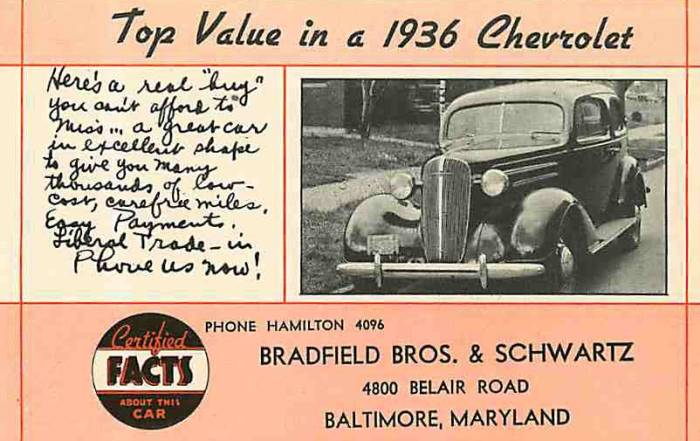 Top Value in a 1936 Chevrolet
Here's a real "buy"
you can't afford to
miss... a great car
in excellent shape
to give you many
thousands of low-
cost, carefree miles.
Easy Payments.
Liberal Trade-in
Phone us now!
Certified
FACTS
ABOUT THIS
CAR
PHONE HAMILTON 4096
BRADFIELD BROS. & SCHWARTZ
4800 BELAIR ROAD
BALTIMORE, MARYLAND